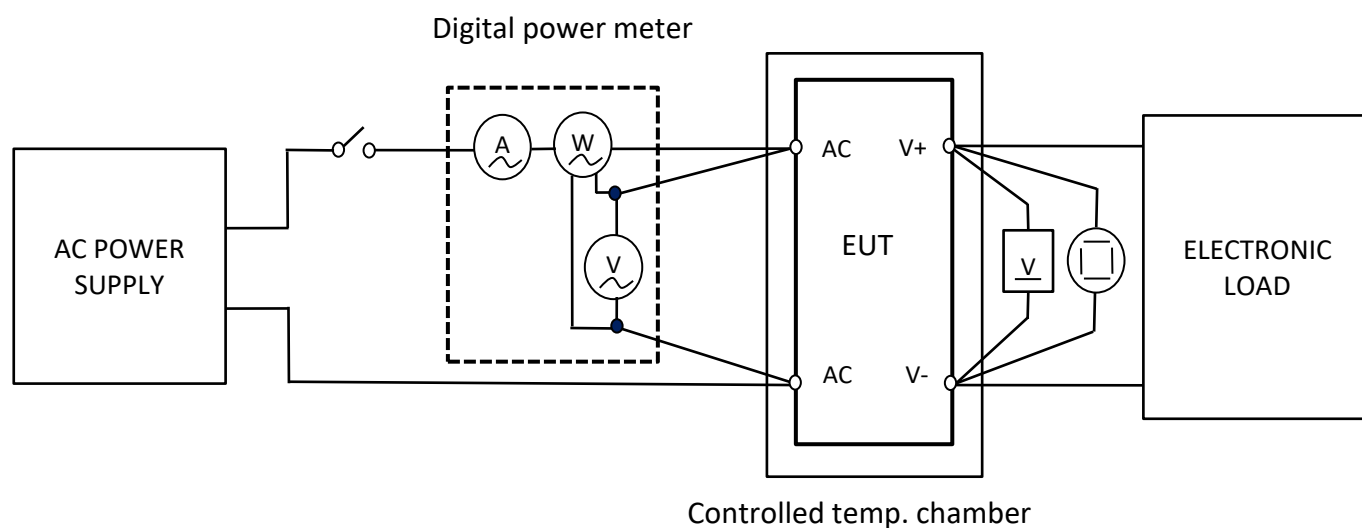 Digital power meter
A
W
AC
V+
AC POWER
SUPPLY
V
EUT
V
ELECTRONIC
LOAD
AC
V-
Controlled temp. chamber